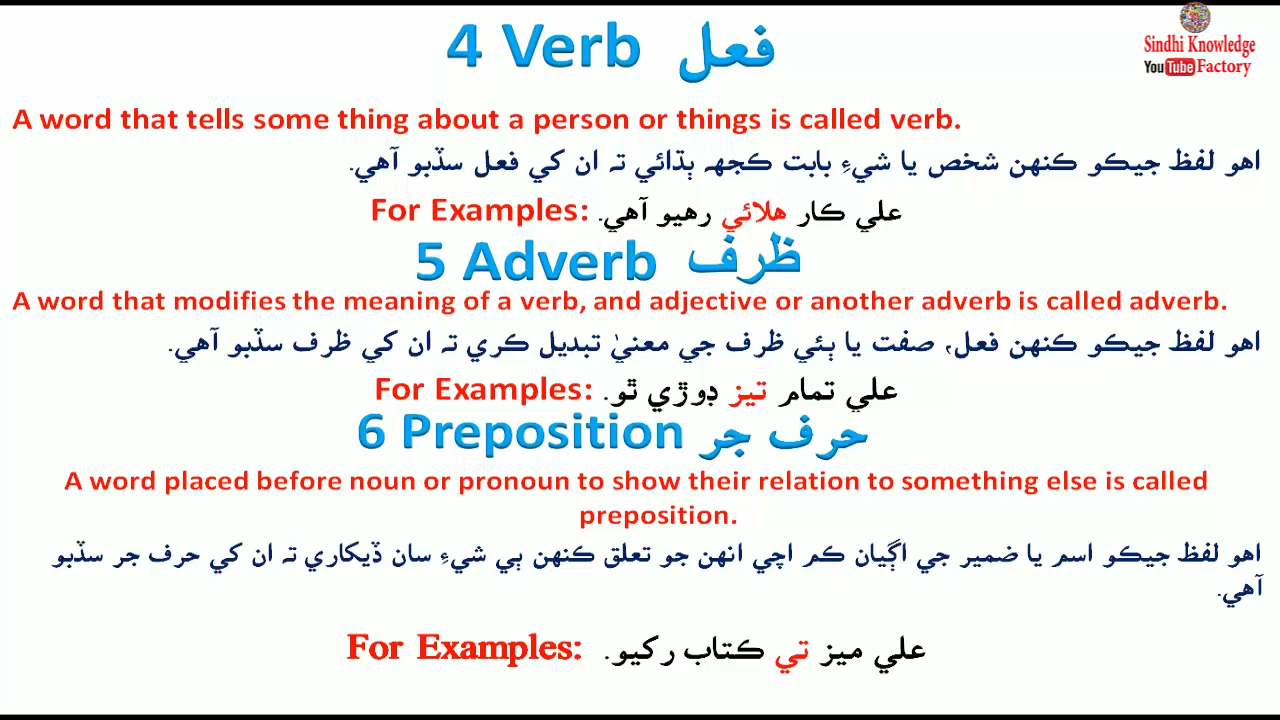 4 Verb فعل
Sindhi Knowledge
YouTube Factory
A word that tells some thing about a person or things is called verb.
اهو لفظ جيڪو ڪنهن شخص يا شيءِ بابت ڪجهہ ٻڌائي تہ ان کي فعل سڏبو آهي.
For Examples: علي ڪار هلائي رهيو آهي.
5 Adverb ظرف
A word that modifies the meaning of a verb, and adjective or another adverb is called adverb.
اهو لفظ جيڪو ڪنهن فعل، صفت يا ٻئي ظرف جي معنيٰ تبديل ڪري تہ ان کي ظرف سڏبو آهي.
For Examples: علي تمام تيز ڊوڙي ٿو.
6 Preposition حرف جر
A word placed before noun or pronoun to show their relation to something else is called
preposition.
اهو لفظ جيڪو اسم يا ضمير جي اڳيان ڪم اچي انهن جو تعلق ڪنهن ٻي شيءِ سان ڏيکاري تہ ان کي حرف جر سڏبو
آهي.
For Examples: علي ميز تي ڪتاب رکيو.